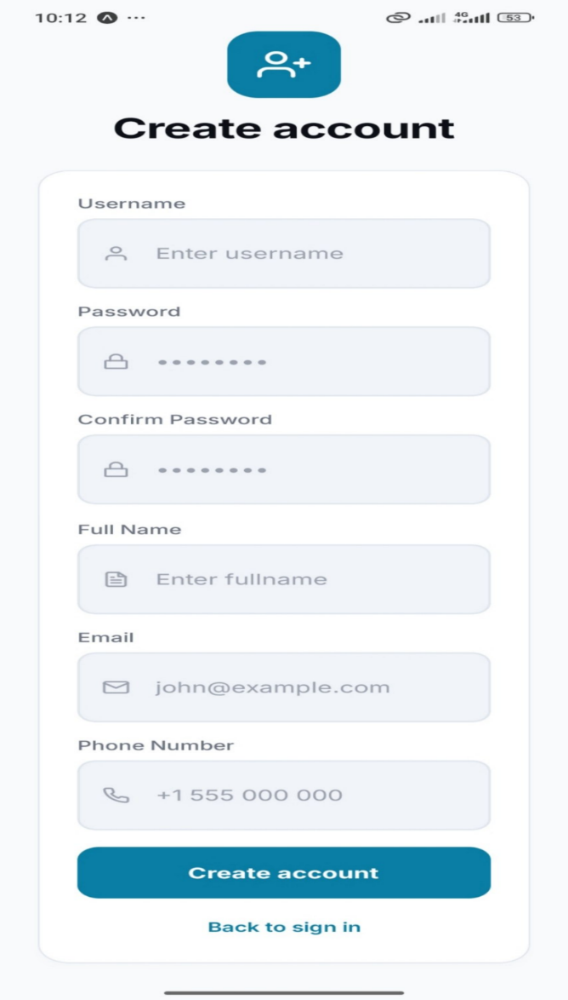 10:12 ... 4G 53
Create account
Username
Enter username
Password
••••••••
Confirm Password
••••••••
Full Name
Enter fullname
Email
john@example.com
Phone Number
+1 555 000 000
Create account
Back to sign in